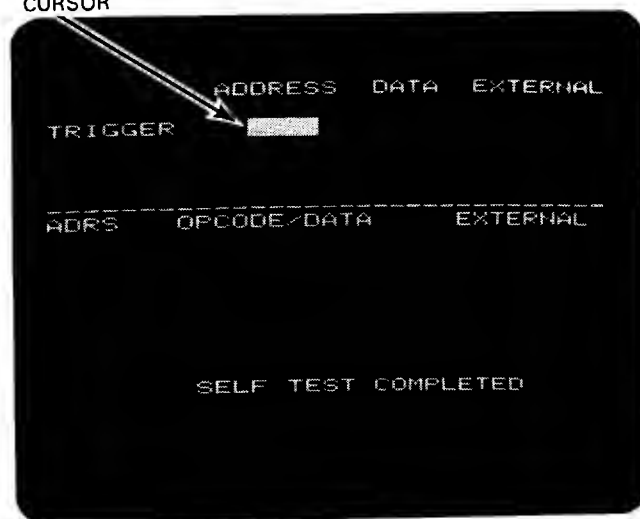 CURSOR
ADDRESS DATA EXTERNAL
TRIGGER
ADRS OPCODE/DATA EXTERNAL
SELF TEST COMPLETED